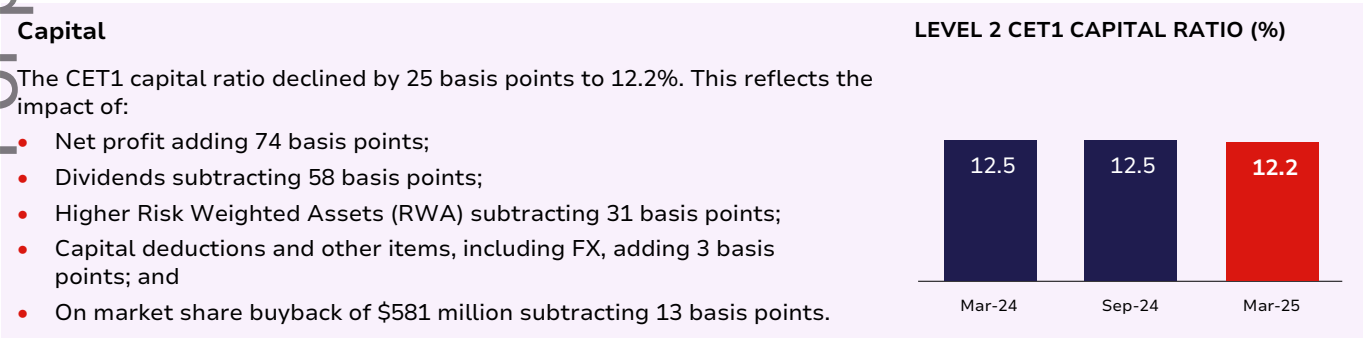 Capital
The CET1 capital ratio declined by 25 basis points to 12.2%. This reflects the
impact of:
• Net profit adding 74 basis points;
• Dividends subtracting 58 basis points;
• Higher Risk Weighted Assets (RWA) subtracting 31 basis points;
• Capital deductions and other items, including FX, adding 3 basis
points; and
• On market share buyback of $581 million subtracting 13 basis points.
LEVEL 2 CET1 CAPITAL RATIO (%)
12.5
12.5
12.2
Mar-24
Sep-24
Mar-25